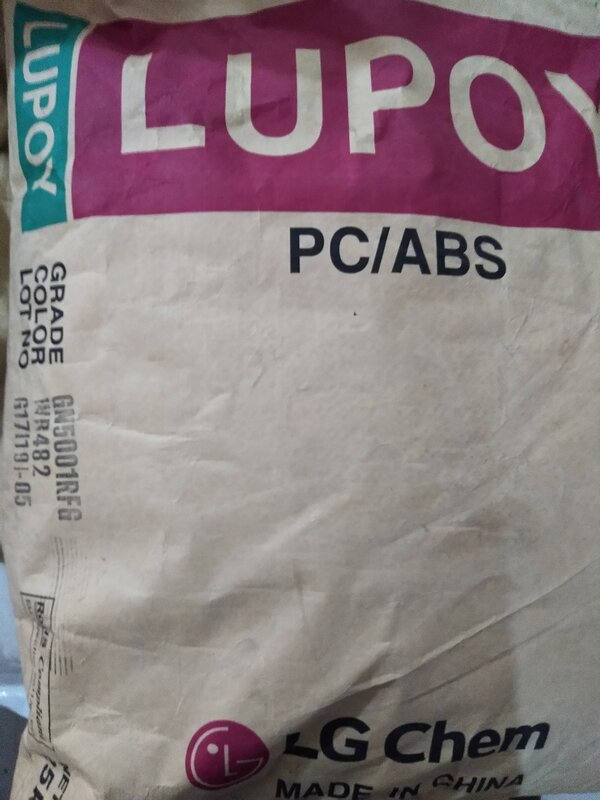 LUPOY
LUPOY
PC/ABS
GRADE GN5001RFG
COLOR WR482
LOT NO
LG Chem
MADE IN CHINA